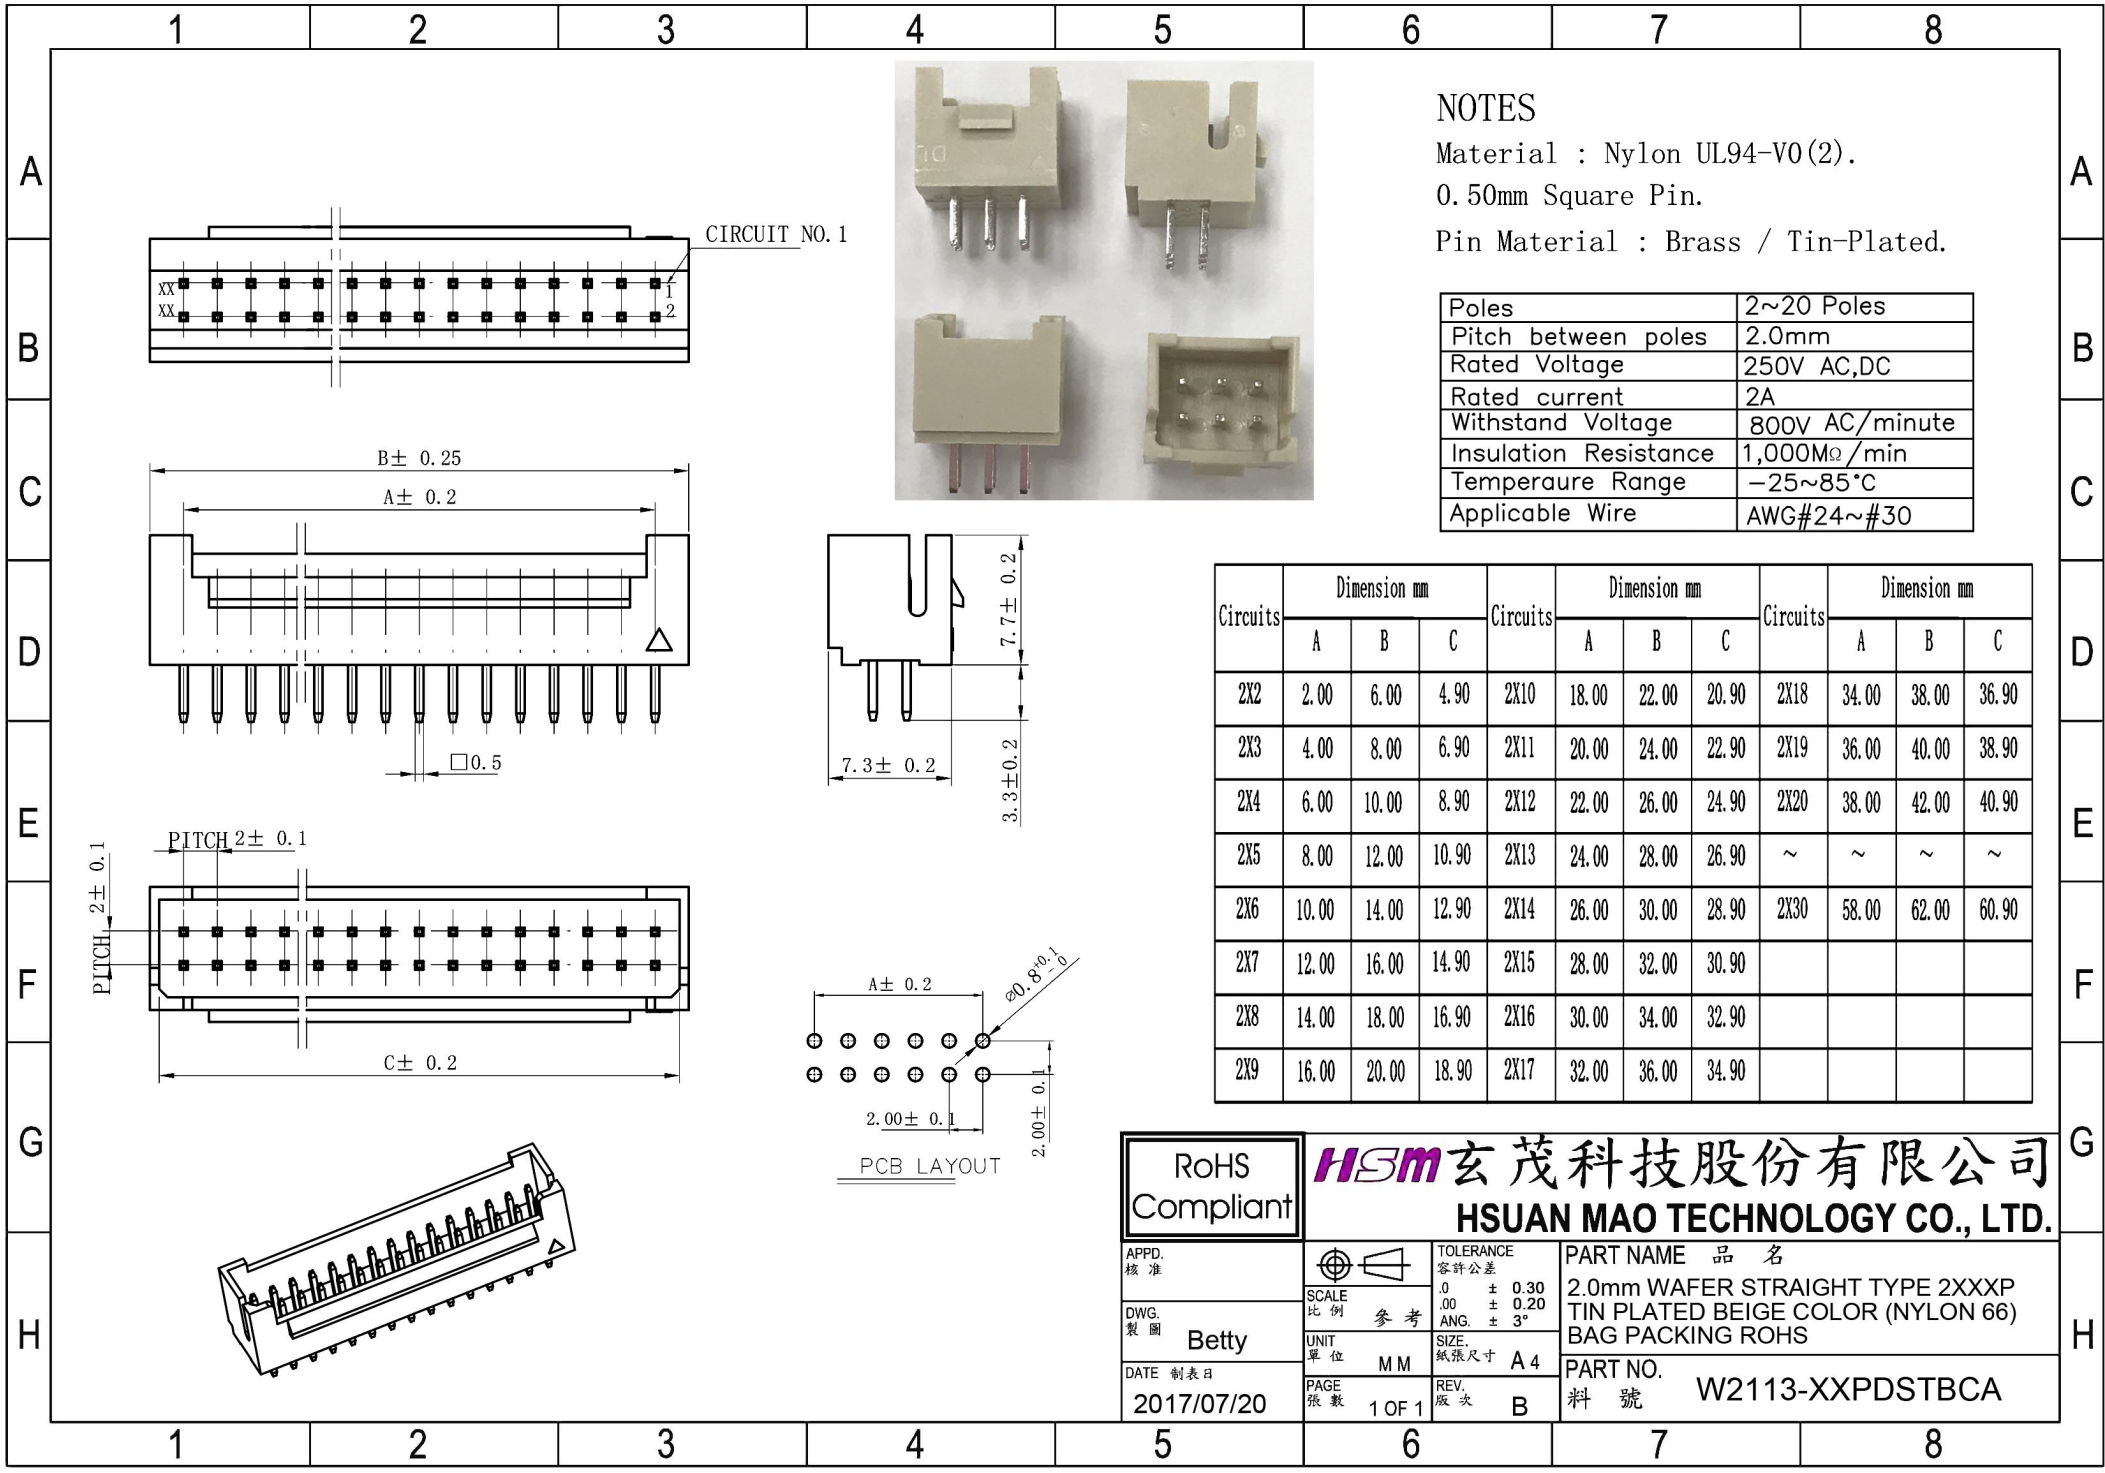 1 2 3 4 5 6 7 8
A A
B B
C C
D D
E E
F F
G G
H H
1 2 3 4 5 6 7 8
NOTES
Material : Nylon UL94-V0(2).
0.50mm Square Pin.
Pin Material : Brass / Tin-Plated.
CIRCUIT NO.1
XX
XX
1
2
B± 0.25
A± 0.2
□0.5
7.7± 0.2
3.3±0.2
7.3± 0.2
PITCH 2± 0.1
PITCH 2± 0.1
C± 0.2
A± 0.2
⌀0.8+0.1-0
2.00± 0.1
2.00± 0.1
PCB LAYOUT
Poles 2~20 Poles
Pitch between poles 2.0mm
Rated Voltage 250V AC,DC
Rated current 2A
Withstand Voltage 800V AC/minute
Insulation Resistance 1,000MΩ/min
Temperaure Range -25~85°C
Applicable Wire AWG#24~#30
Circuits Dimension mm Circuits Dimension mm Circuits Dimension mm
A B C A B C A B C
2X2 2.00 6.00 4.90 2X10 18.00 22.00 20.90 2X18 34.00 38.00 36.90
2X3 4.00 8.00 6.90 2X11 20.00 24.00 22.90 2X19 36.00 40.00 38.90
2X4 6.00 10.00 8.90 2X12 22.00 26.00 24.90 2X20 38.00 42.00 40.90
2X5 8.00 12.00 10.90 2X13 24.00 28.00 26.90 ~ ~ ~ ~
2X6 10.00 14.00 12.90 2X14 26.00 30.00 28.90 2X30 58.00 62.00 60.90
2X7 12.00 16.00 14.90 2X15 28.00 32.00 30.90
2X8 14.00 18.00 16.90 2X16 30.00 34.00 32.90
2X9 16.00 20.00 18.90 2X17 32.00 36.00 34.90
RoHS
Compliant
HSM 玄茂科技股份有限公司
HSUAN MAO TECHNOLOGY CO., LTD.
APPD.
核 准
DWG.
製 圖
Betty
DATE 制表日
2017/07/20
SCALE
比 例
參 考
UNIT
單 位
MM
PAGE
張 數
1 OF 1
TOLERANCE
容許公差
.0 ± 0.30
.00 ± 0.20
ANG. ± 3°
SIZE.
紙張尺寸
A4
REV.
版 次
B
PART NAME 品 名
2.0mm WAFER STRAIGHT TYPE 2XXXP
TIN PLATED BEIGE COLOR (NYLON 66)
BAG PACKING ROHS
PART NO.
料 號
W2113-XXPDSTBCA